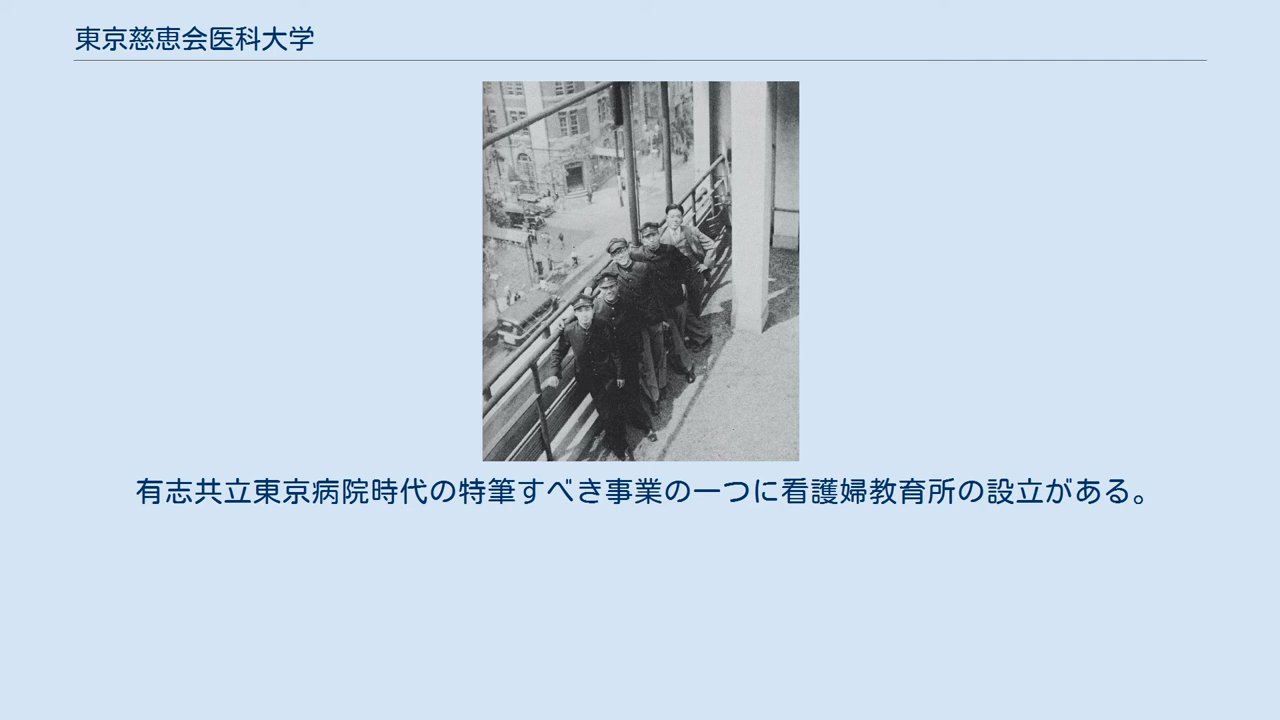 東京慈恵会医科大学
有志共立東京病院時代の特筆すべき事業の一つに看護婦教育所の設立がある。